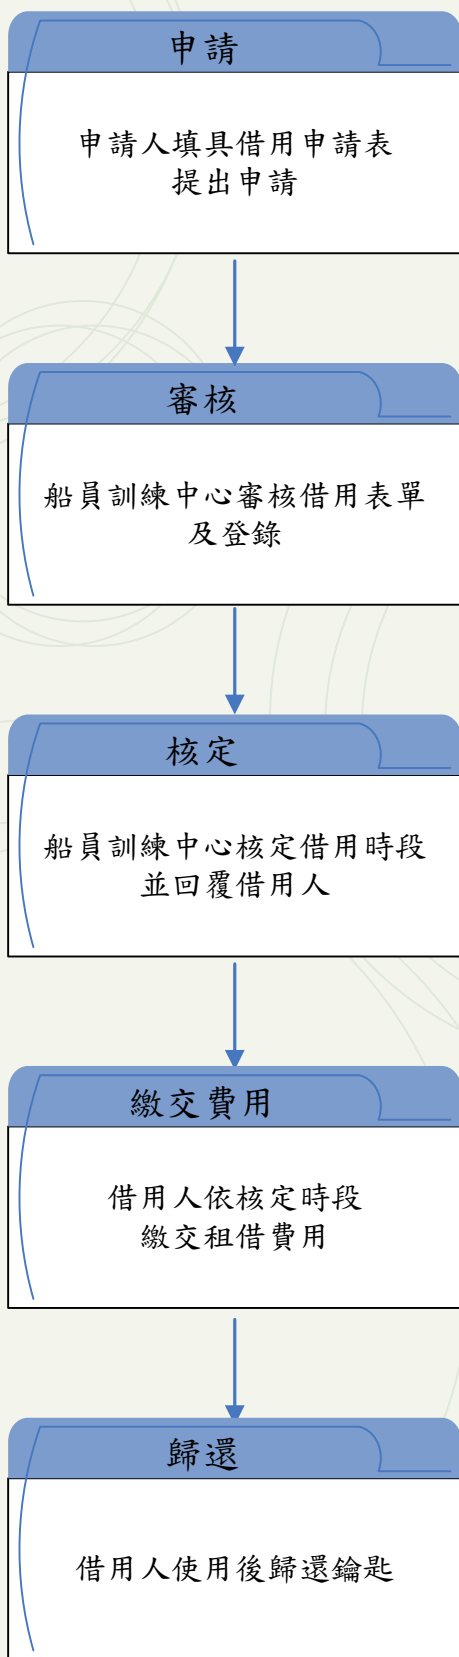 申請
申請人填具借用申請表
提出申請
審核
船員訓練中心審核借用表單
及登錄
核定
船員訓練中心核定借用時段
並回覆借用人
繳交費用
借用人依核定時段
繳交租借費用
歸還
借用人使用後歸還鑰匙